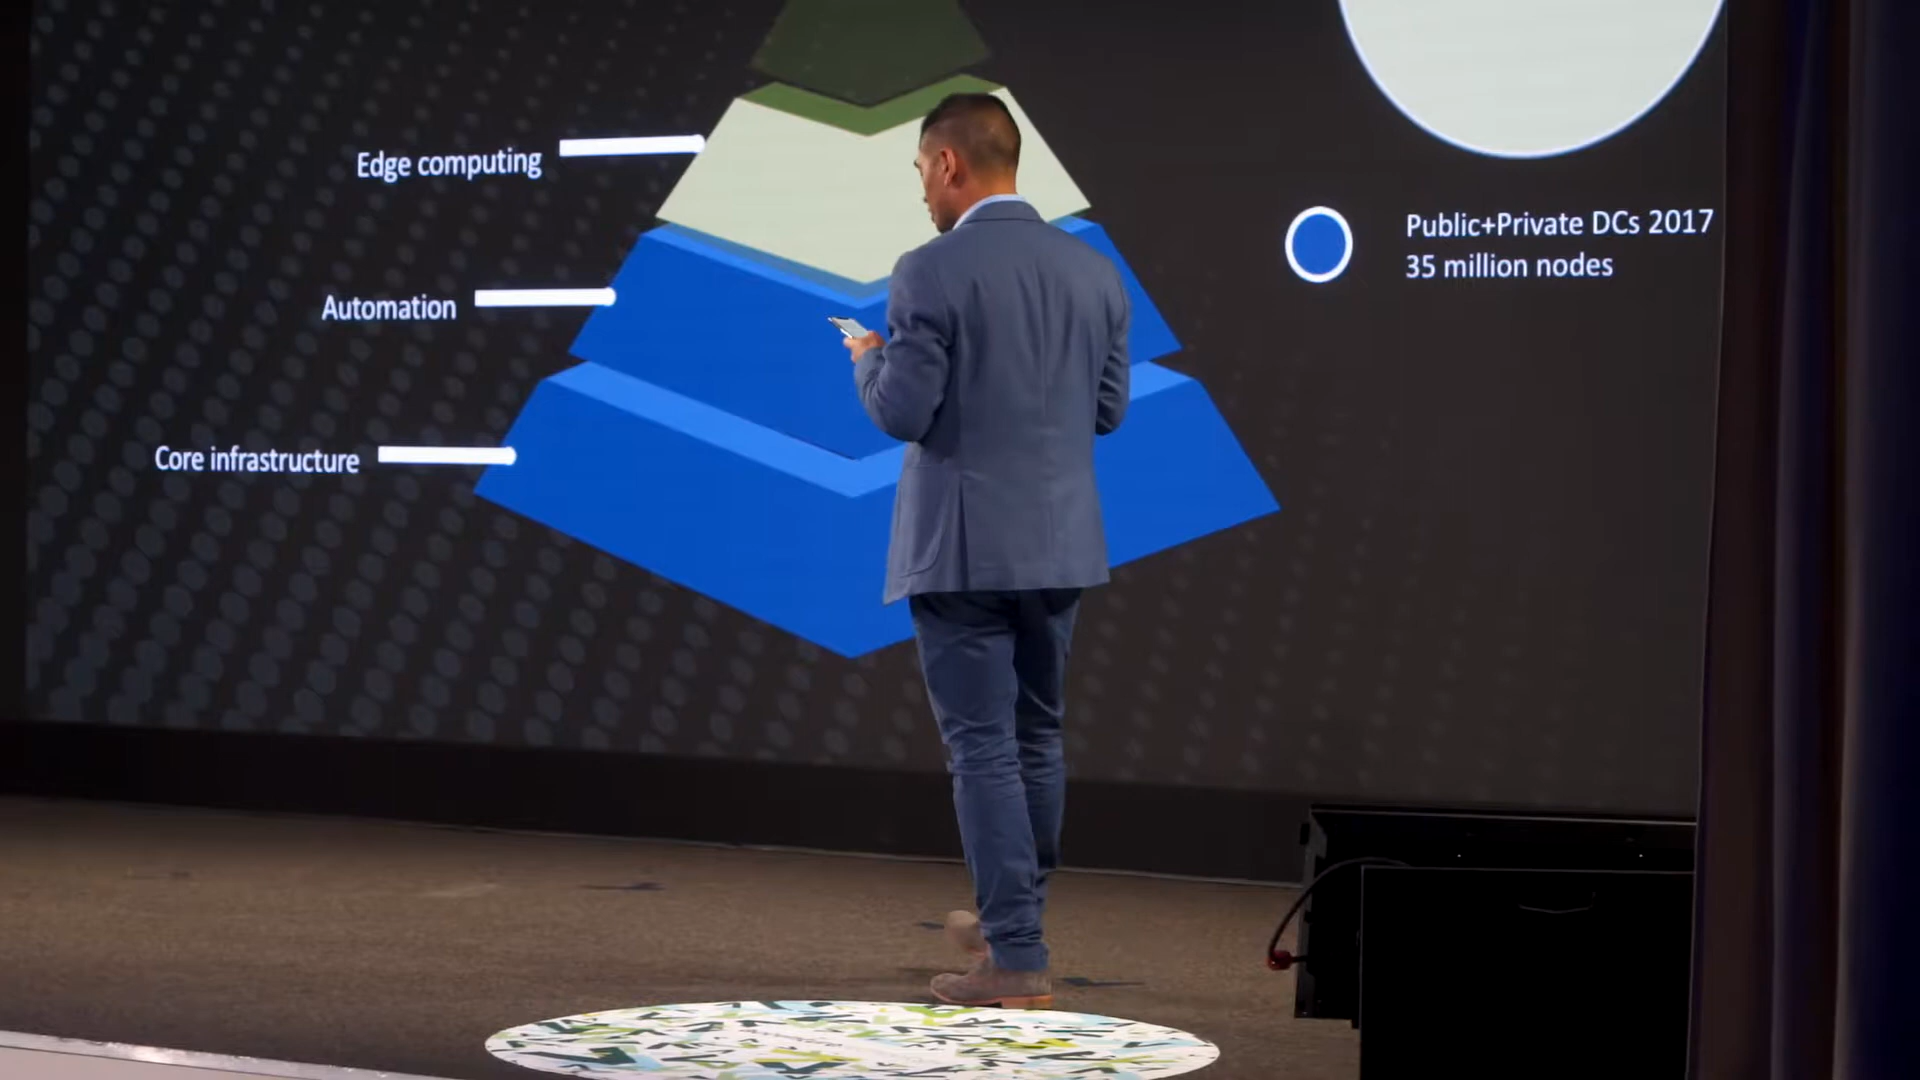 Edge computing
Automation
Core infrastructure
Public+Private DCs 2017
35 million nodes